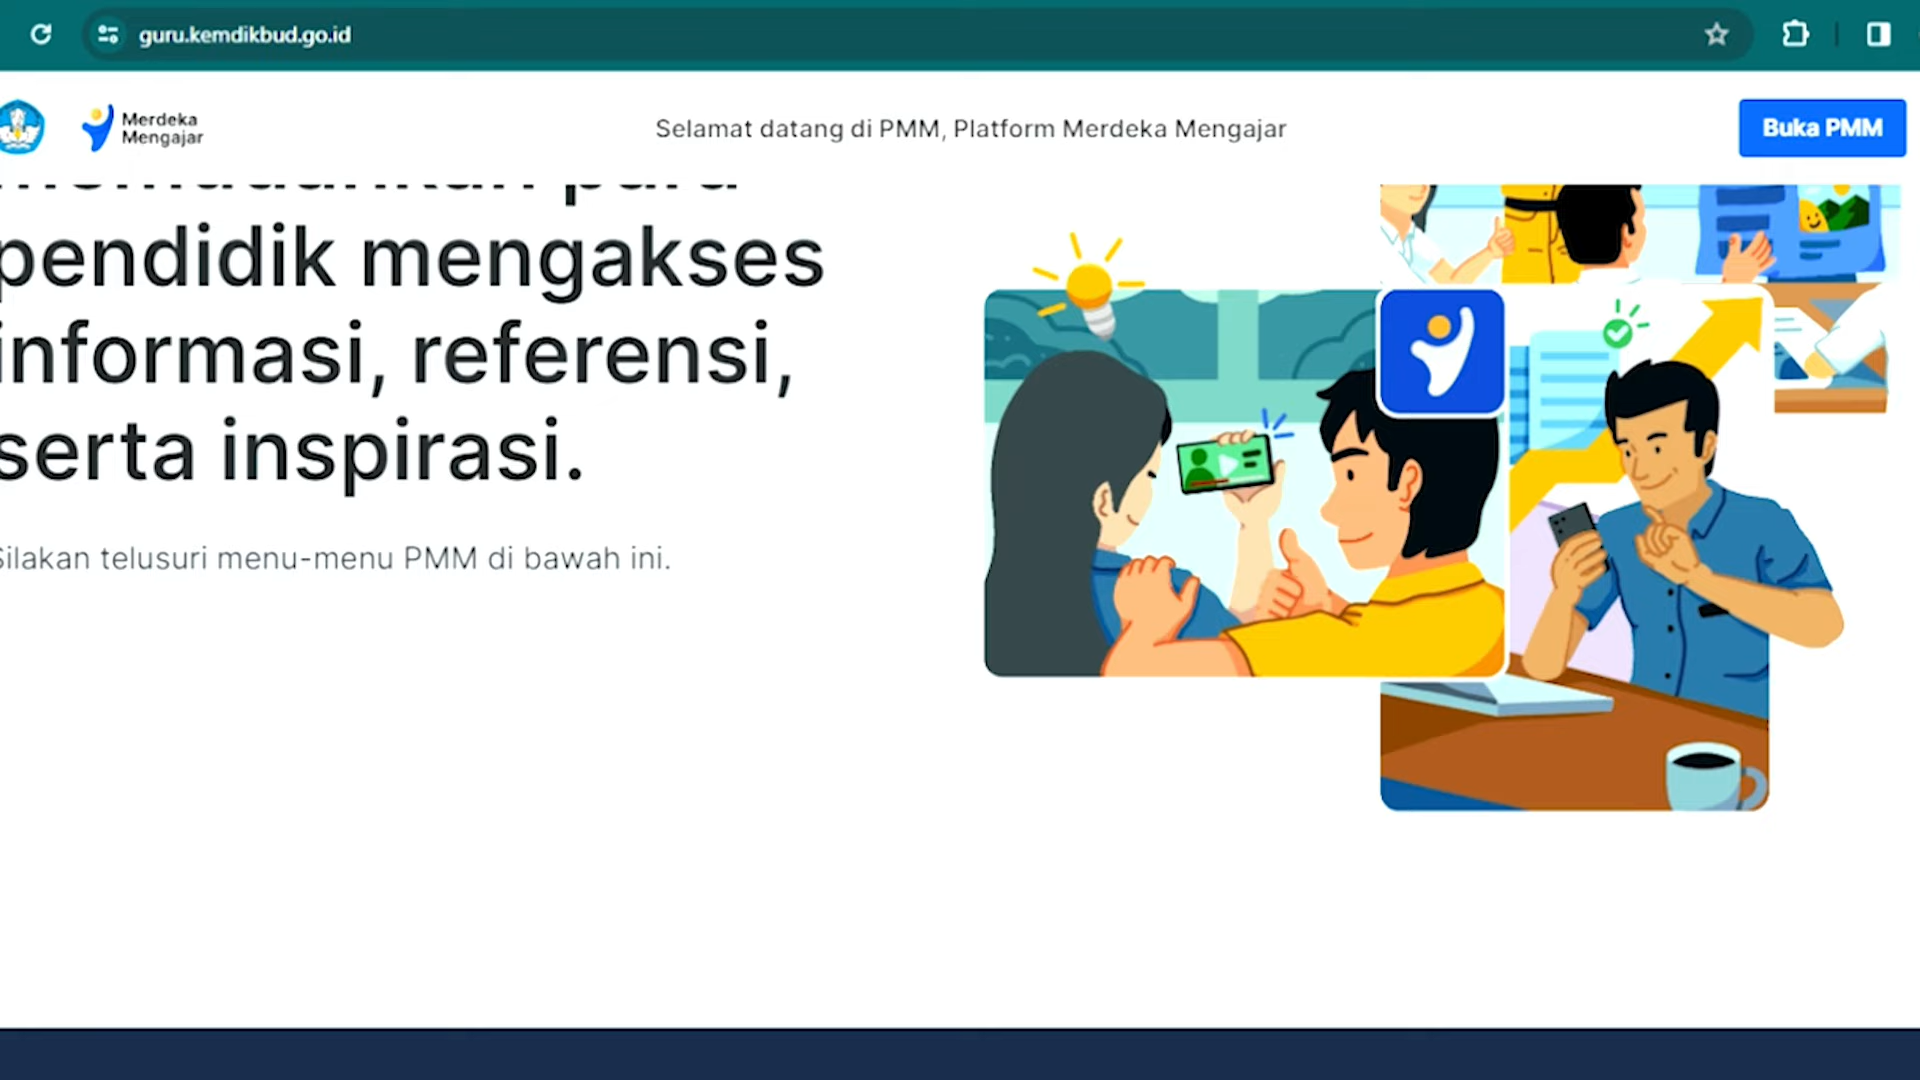 guru.kemdikbud.go.id
Merdeka
Mengajar
Selamat datang di PMM, Platform Merdeka Mengajar
Buka PMM
pendidik mengakses
informasi, referensi,
serta inspirasi.
Silakan telusuri menu-menu PMM di bawah ini.